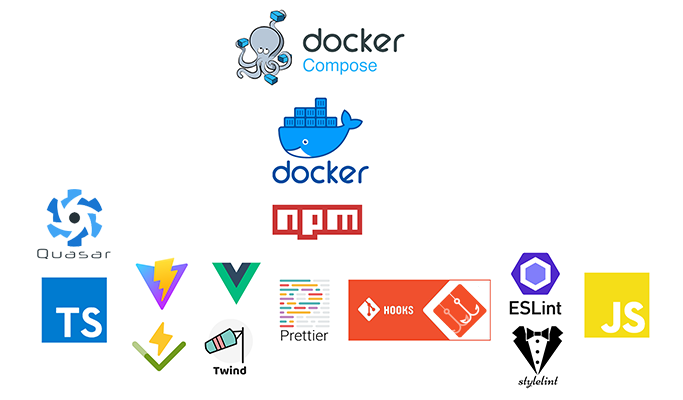 docker
Compose
docker
npm
Quasar
TS
Prettier
HOOKS
ESLint
JS
Twind
stylelint